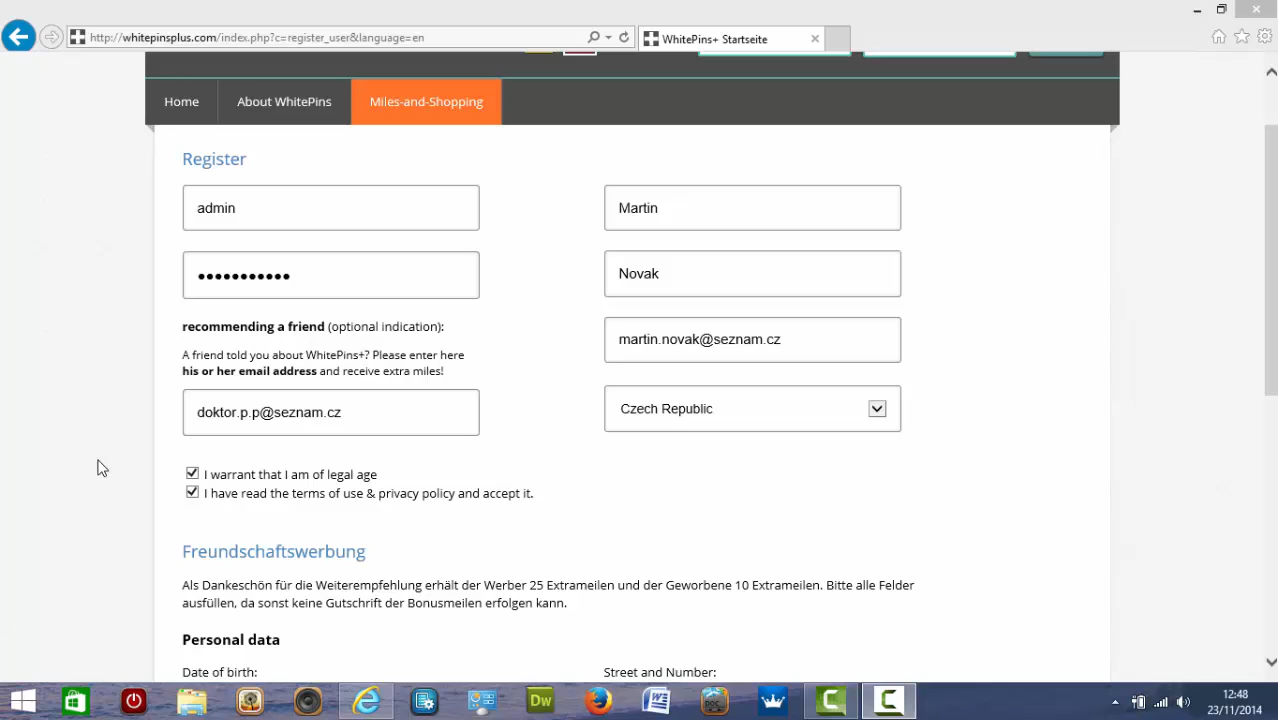 http://whitepinsplus.com/index.php?c=register_user&language=en
WhitePins+ Startseite
Home
About WhitePins
Miles-and-Shopping
Register
admin
Martin
•••••••••••
Novak
recommending a friend (optional indication):
martin.novak@seznam.cz
A friend told you about WhitPins+? Please enter here
his or her email address and receive extra miles!
doktor.p.p@seznam.cz
Czech Republic
I warrant that I am of legal age
I have read the terms of use & privacy policy and accept it.
Freundschaftswerbung
Als Dankeschön für die Weiterempfehlung erhält der Werber 25 Extrameilen und der Geworbene 10 Extrameilen. Bitte alle Felder
ausfüllen, da sonst keine Gutschrift der Bonusmeilen erfolgen kann.
Personal data
Date of birth:
Street and Number:
Dw
DOC
12:48
23/11/2014